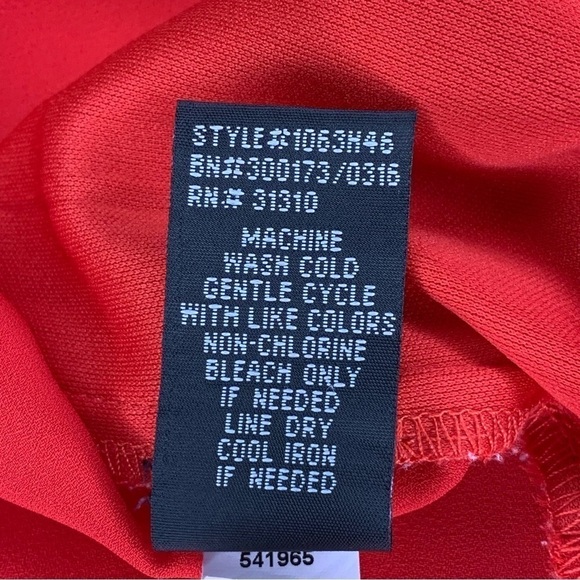 STYLE#1063H46
BN#300173/0316
RN# 31310
MACHINE
WASH COLD
GENTLE CYCLE
WITH LIKE COLORS
NON-CHLORINE
BLEACH ONLY
IF NEEDED
LINE DRY
COOL IRON
IF NEEDED
541965